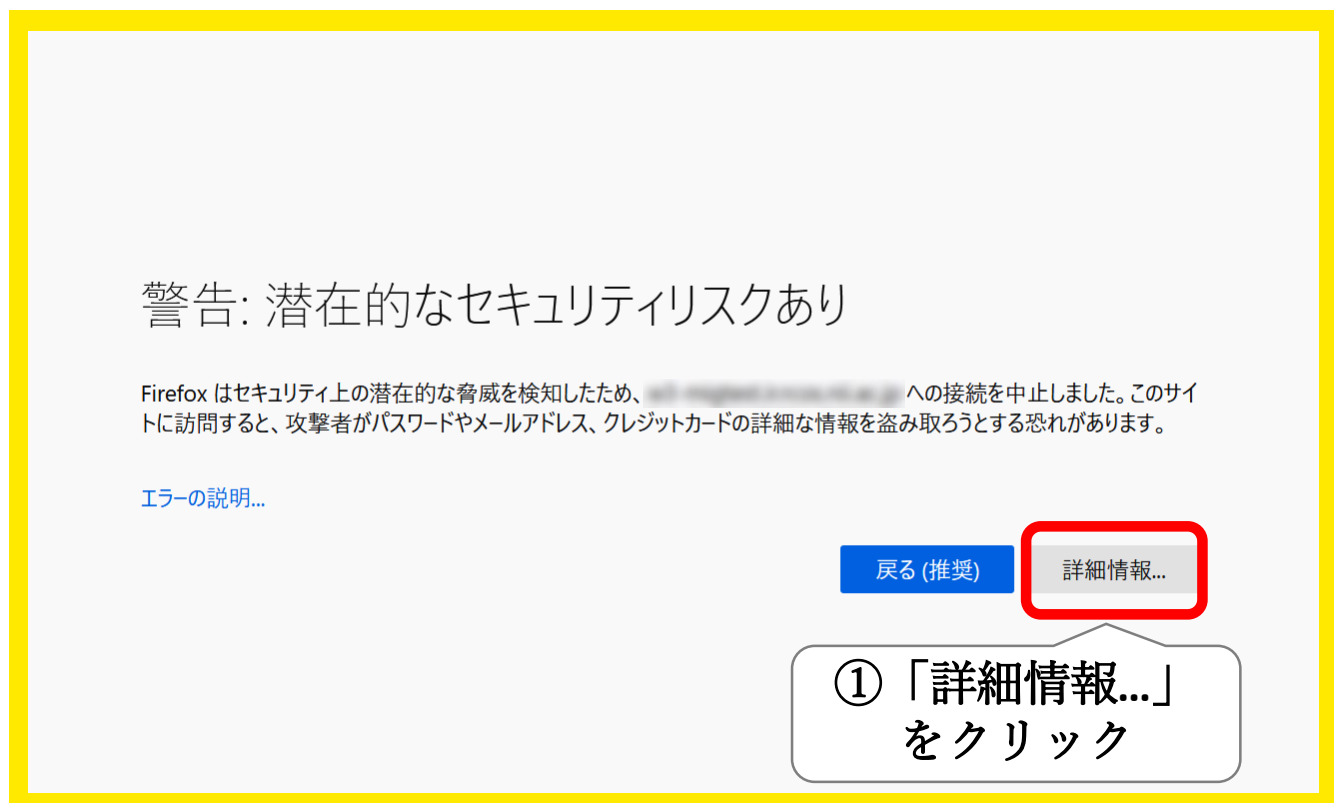 警告: 潜在的なセキュリティリスクあり
Firefox はセキュリティ上の潜在的な脅威を検知したため、 への接続を中止しました。このサイ
トに訪問すると、攻撃者がパスワードやメールアドレス、クレジットカードの詳細な情報を盗み取ろうとする恐れがあります。
エラーの説明...
戻る (推奨)
詳細情報...
①「詳細情報...」
をクリック